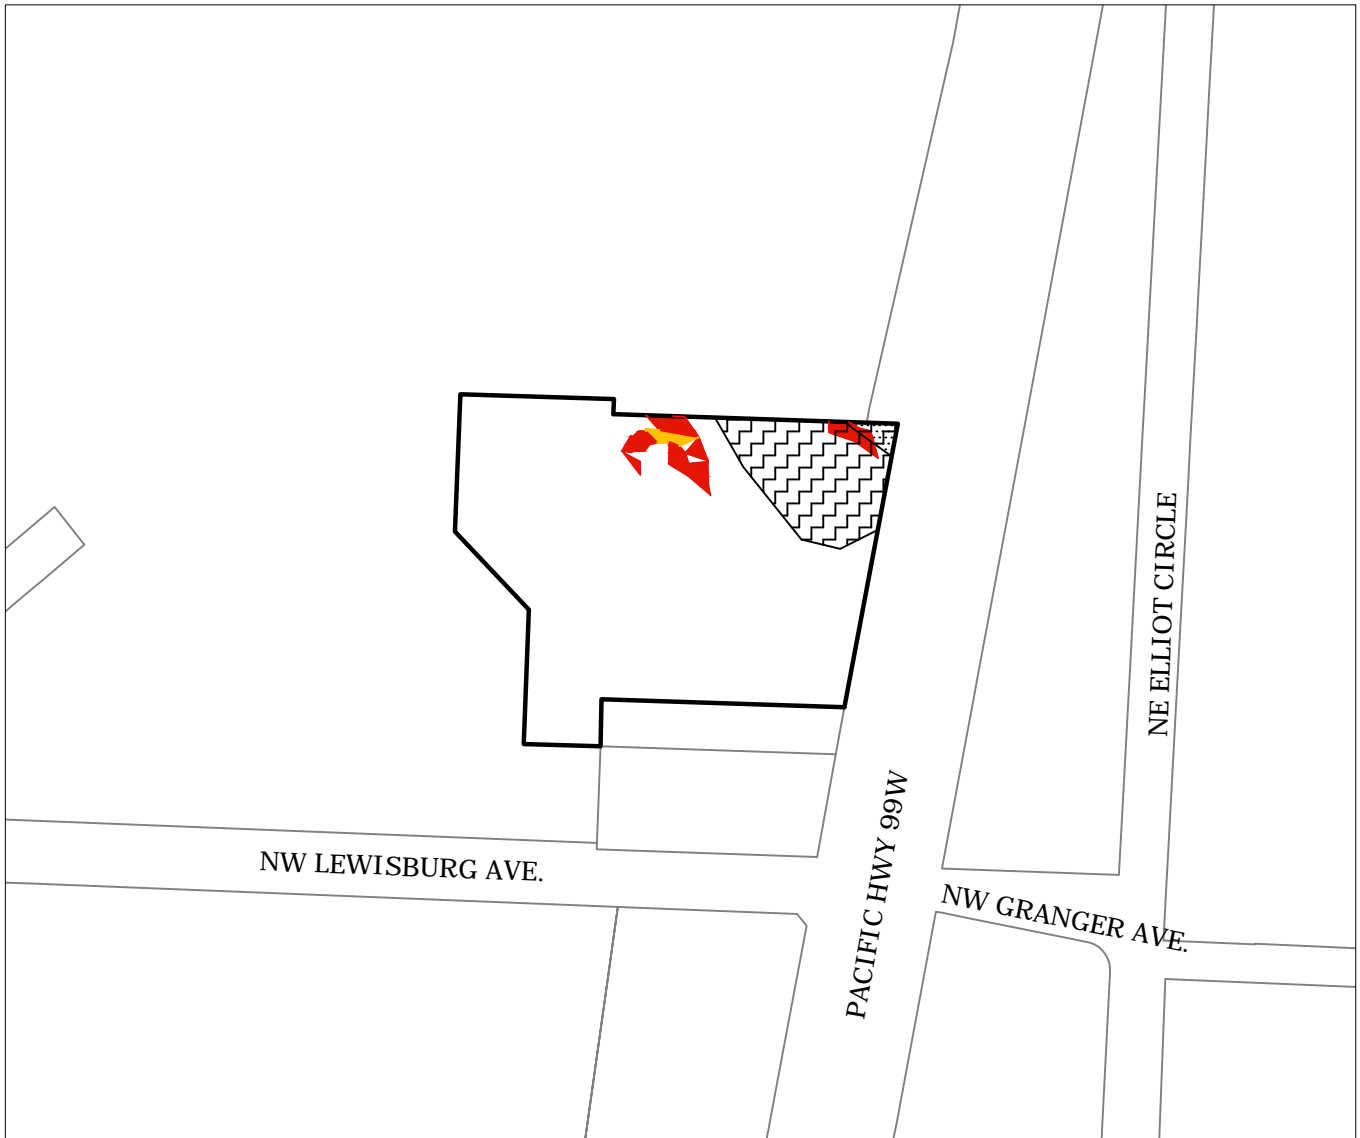 NE ELLIOT CIRCLE
PACIFIC HWY 99W
NW LEWISBURG AVE.
NW GRANGER AVE.